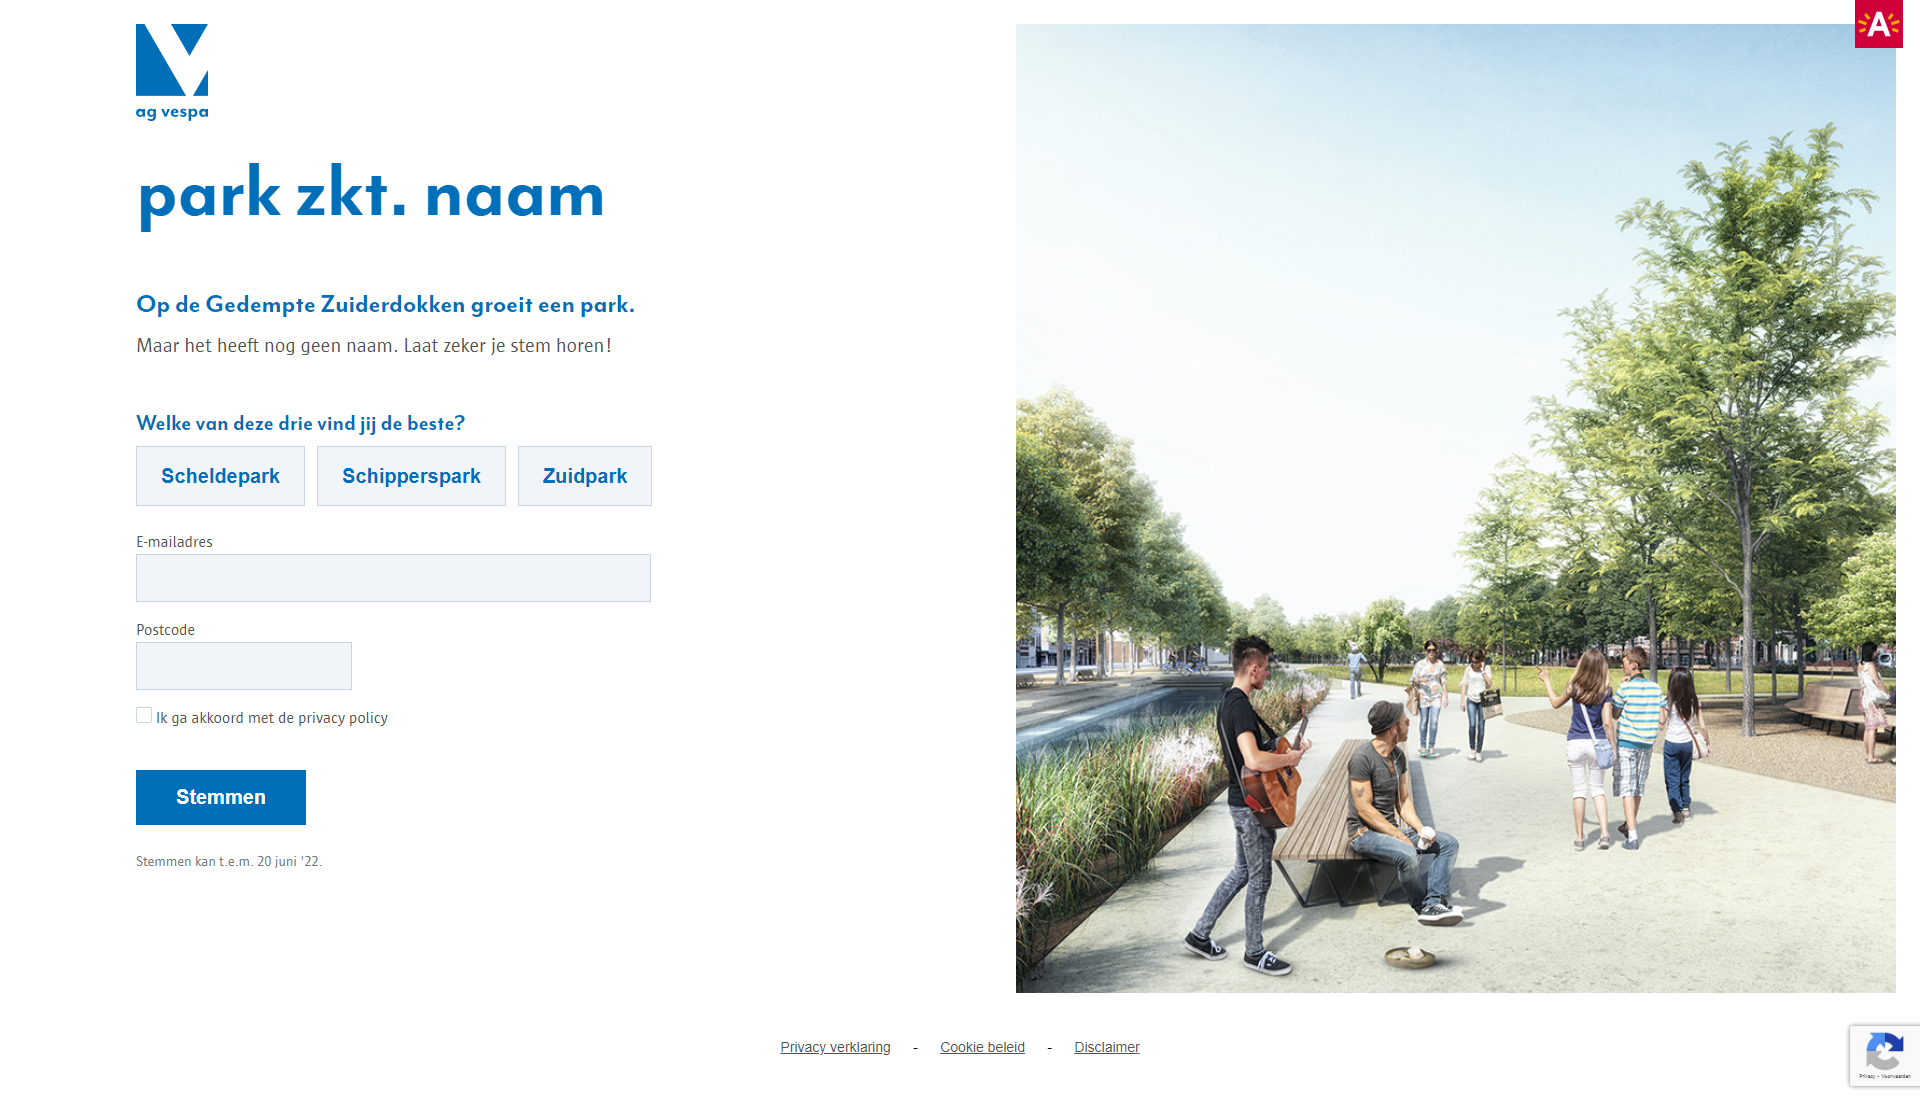 A
ag vespa
park zkt. naam
Op de Gedempte Zuiderdokken groeit een park.
Maar het heeft nog geen naam. Laat zeker je stem horen!
Welke van deze drie vind jij de beste?
Scheldepark Schipperspark Zuidpark
E-mailadres
Postcode
Ik ga akkoord met de privacy policy
Stemmen
Stemmen kan t.e.m. 20 juni '22.
Privacy verklaring - Cookie beleid - Disclaimer
Privacy - Voorwaarden